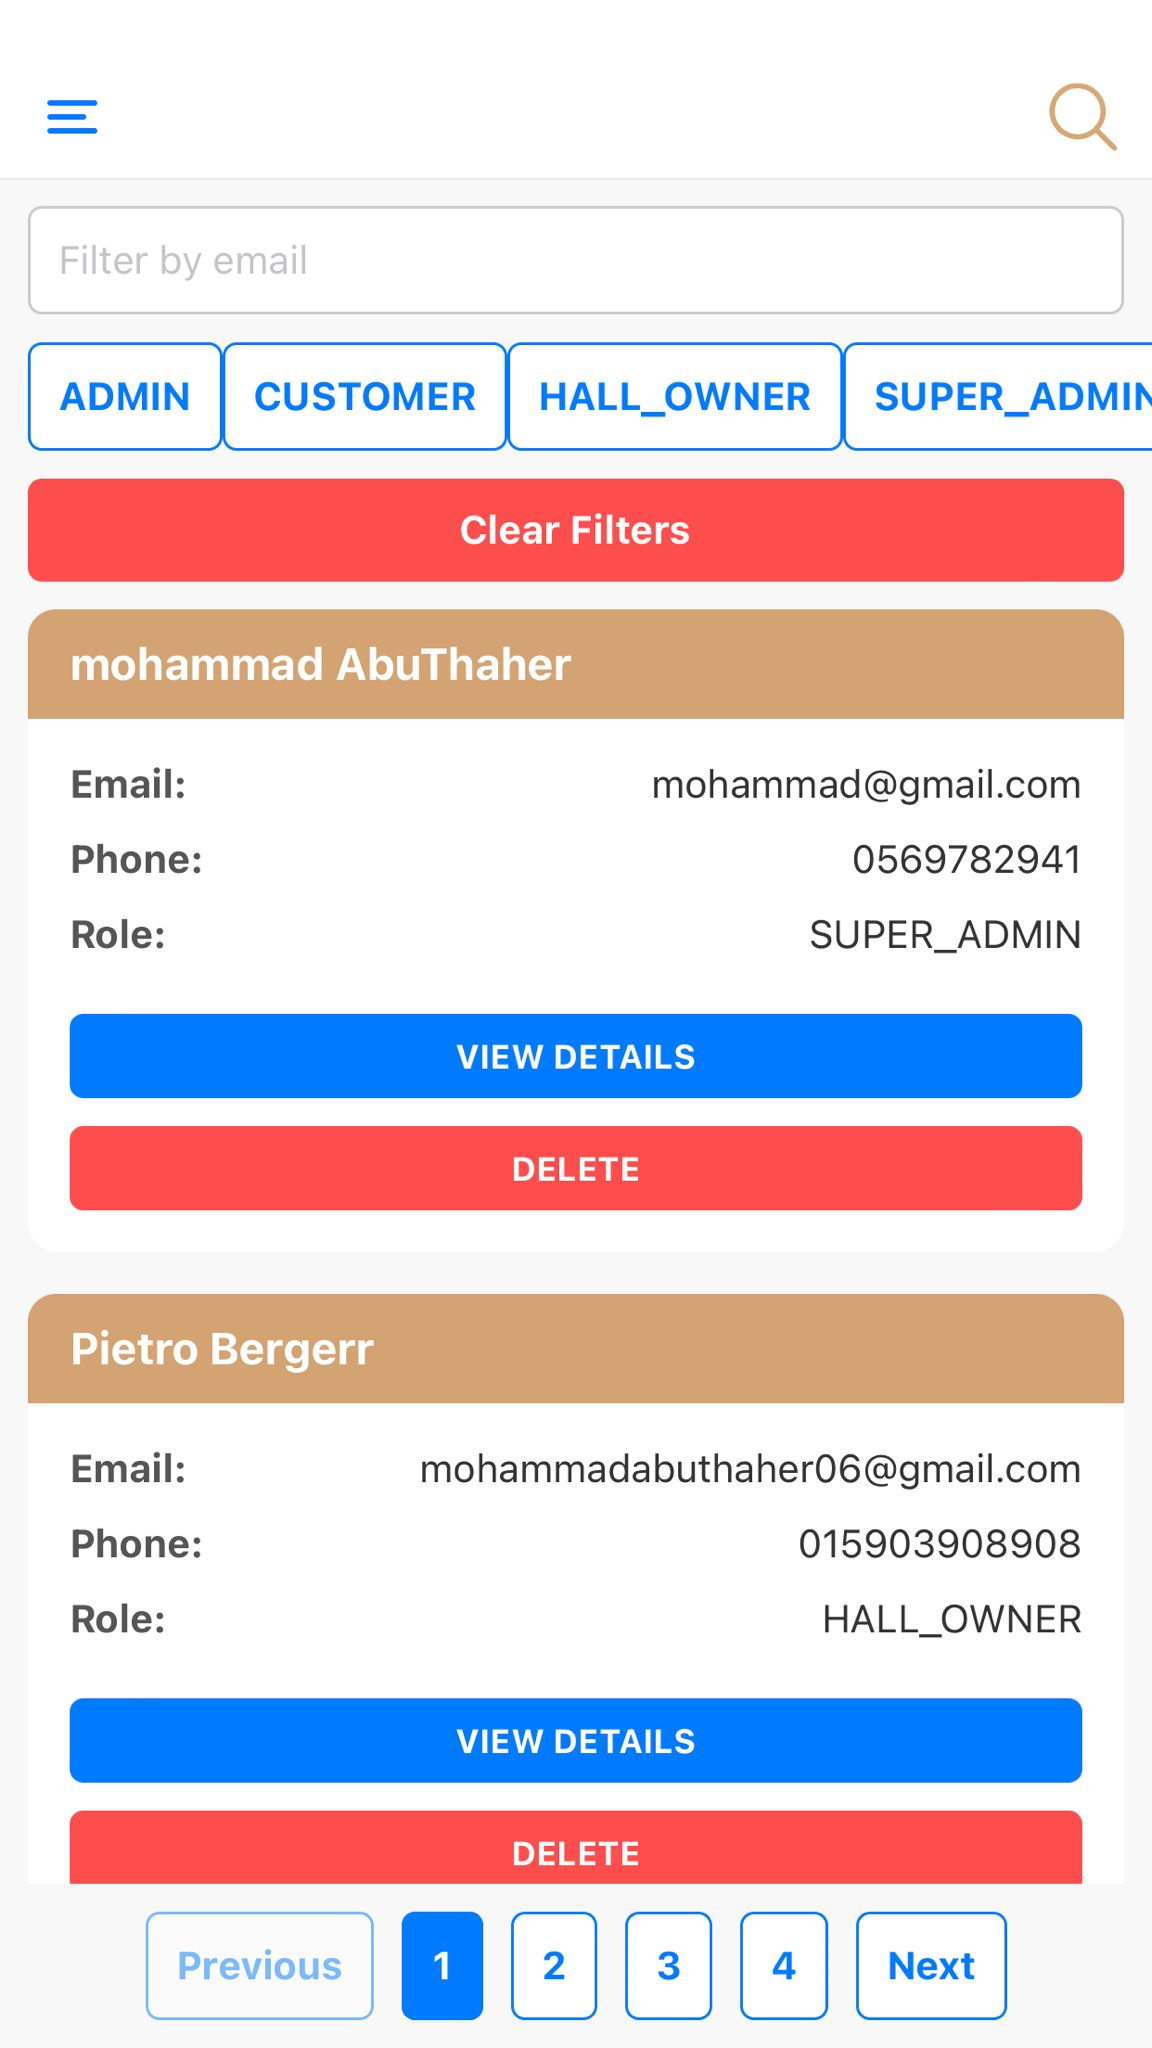 Filter by email
ADMIN CUSTOMER HALL_OWNER SUPER_ADMIN
Clear Filters
mohammad AbuThaher
Email: mohammad@gmail.com
Phone: 0569782941
Role: SUPER_ADMIN
VIEW DETAILS
DELETE
Pietro Bergerr
Email: mohammadabuthaher06@gmail.com
Phone: 015903908908
Role: HALL_OWNER
VIEW DETAILS
DELETE
Previous 1 2 3 4 Next